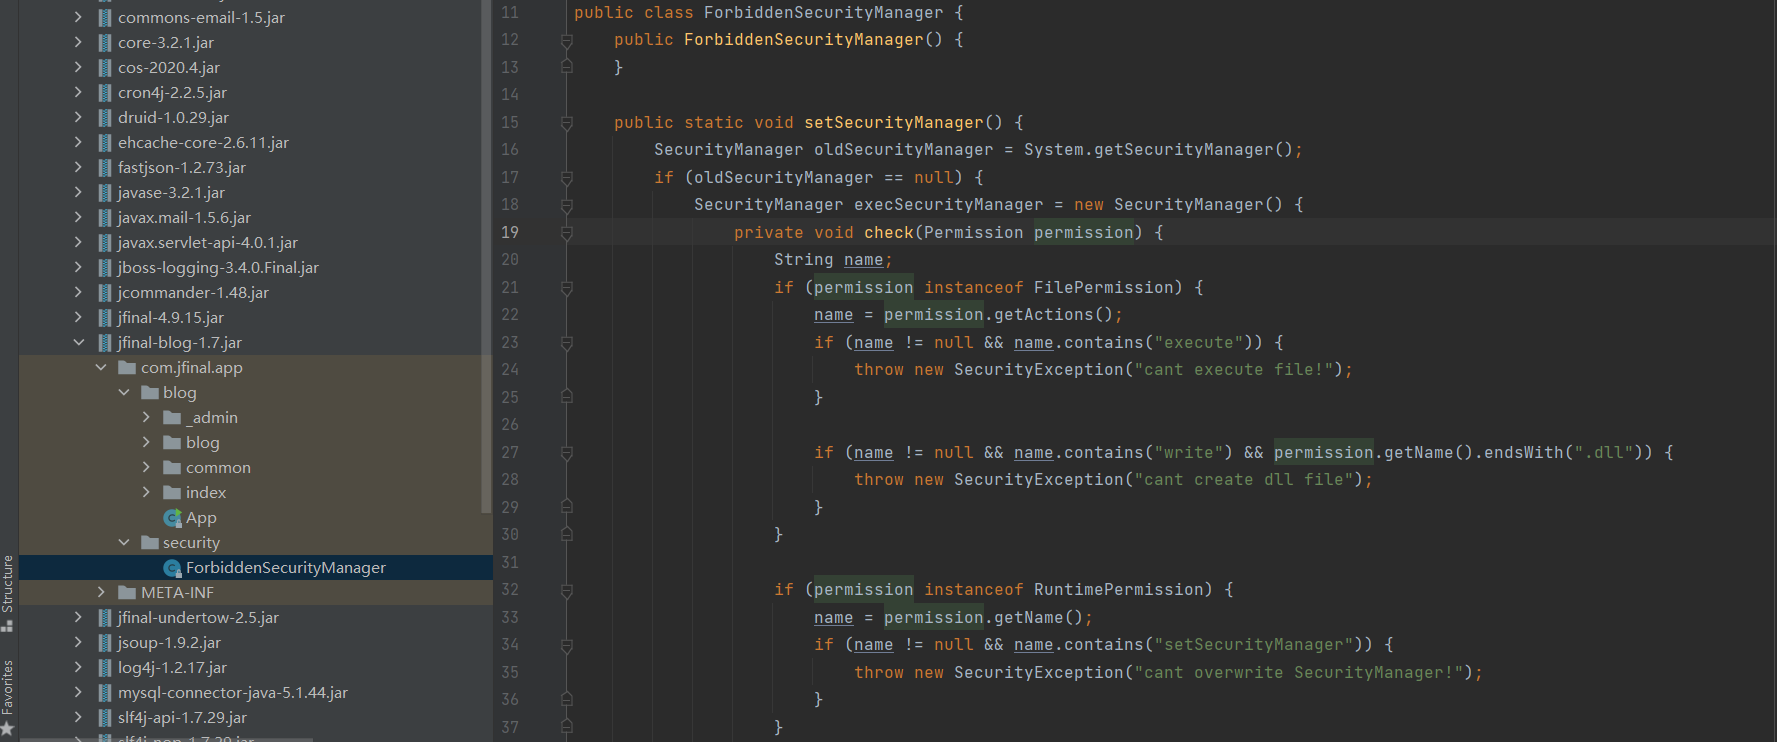 commons-email-1.5.jar
core-3.2.1.jar
cos-2020.4.jar
cron4j-2.2.5.jar
druid-1.0.29.jar
ehcache-core-2.6.11.jar
fastjson-1.2.73.jar
javase-3.2.1.jar
javax.mail-1.5.6.jar
javax.servlet-api-4.0.1.jar
jboss-logging-3.4.0.Final.jar
jcommander-1.48.jar
jfinal-4.9.15.jar
jfinal-blog-1.7.jar
com.jfinal.app
blog
_admin
blog
common
index
App
security
ForbiddenSecurityManager
META-INF
jfinal-undertow-2.5.jar
jsoup-1.9.2.jar
log4j-1.2.17.jar
mysql-connector-java-5.1.44.jar
slf4j-api-1.7.29.jar
slf4j-nop-1.7.29.jar
Structure
Favorites
11 public class ForbiddenSecurityManager {
12 public ForbiddenSecurityManager() {
13 }
14
15 public static void setSecurityManager() {
16 SecurityManager oldSecurityManager = System.getSecurityManager();
17 if (oldSecurityManager == null) {
18 SecurityManager execSecurityManager = new SecurityManager() {
19 private void check(Permission permission) {
20 String name;
21 if (permission instanceof FilePermission) {
22 name = permission.getActions();
23 if (name != null && name.contains("execute")) {
24 throw new SecurityException("cant execute file!");
25 }
26
27 if (name != null && name.contains("write") && permission.getName().endsWith(".dll")) {
28 throw new SecurityException("cant create dll file");
29 }
30 }
31
32 if (permission instanceof RuntimePermission) {
33 name = permission.getName();
34 if (name != null && name.contains("setSecurityManager")) {
35 throw new SecurityException("cant overwrite SecurityManager!");
36 }
37 }